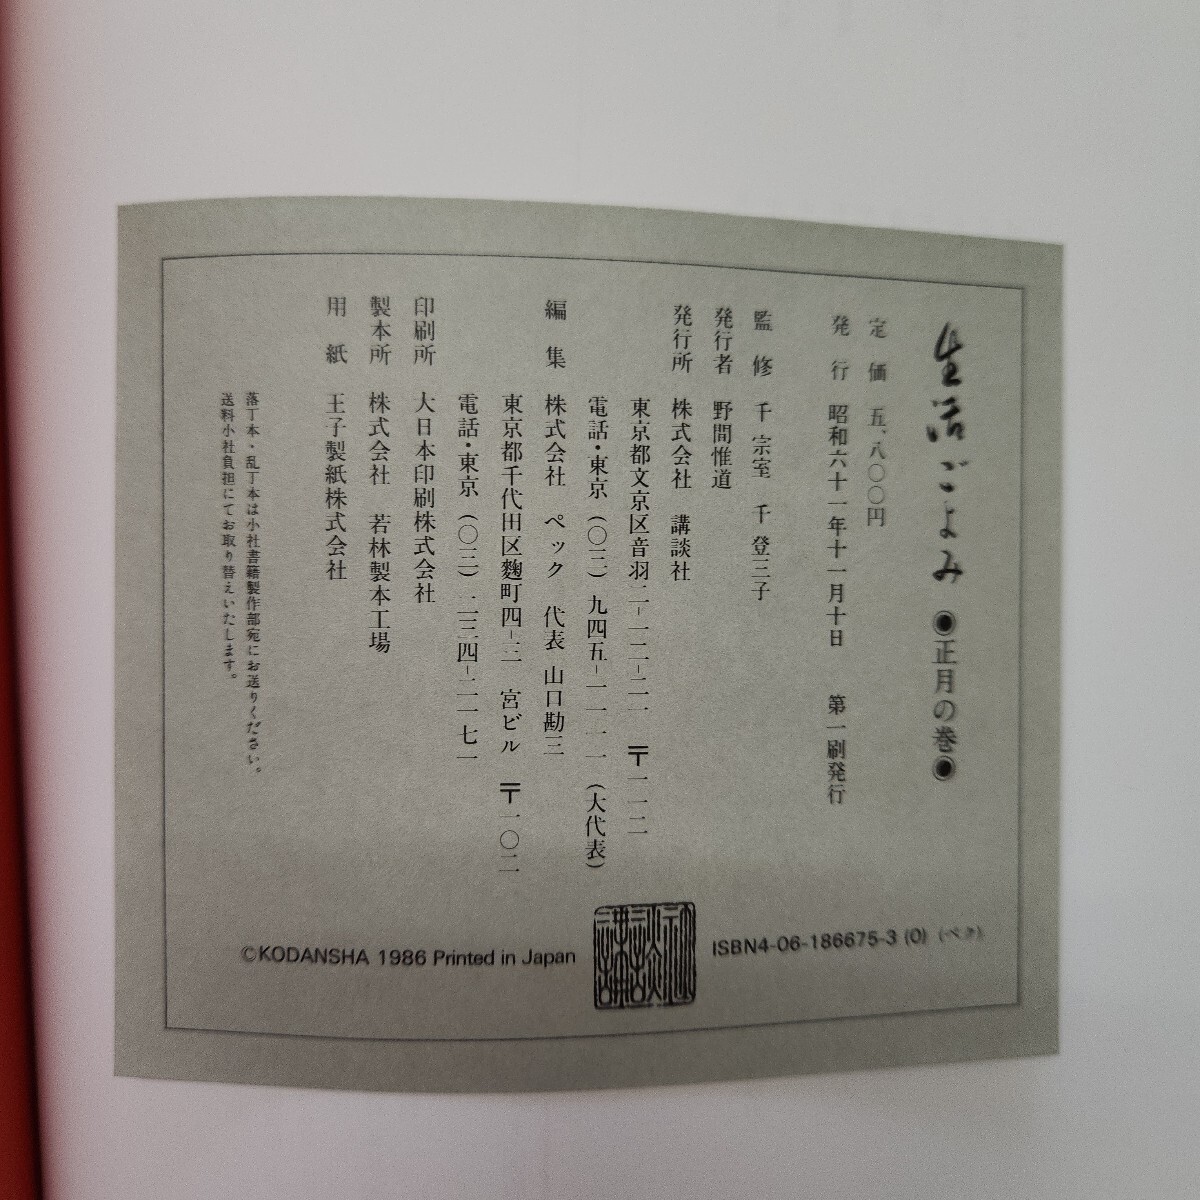 生活ごよみ ◉正月の巻◉
定価 五、八〇〇円
発行 昭和六十一年十一月十日 第一刷発行
監修 千 宗室 千 登三子
発行者 野間惟道
発行所 株式会社 講談社
東京都文京区音羽二-一二-二一 〒一一二
電話・東京(〇三)九四五-一一一一(大代表)
編集 株式会社 ペック 代表 山口勘三
東京都千代田区麴町四-三 宮ビル 〒一〇二
電話・東京(〇三)二三四-二一七一
印刷所 大日本印刷株式会社
製本所 株式会社 若林製本工場
用紙 王子製紙株式会社
落丁本・乱丁本は小社書籍製作部宛にお送りください。
送料小社負担にてお取り替えいたします。
©KODANSHA 1986 Printed in Japan
講談社
ISBN4-06-186675-3 (0) (ペク)